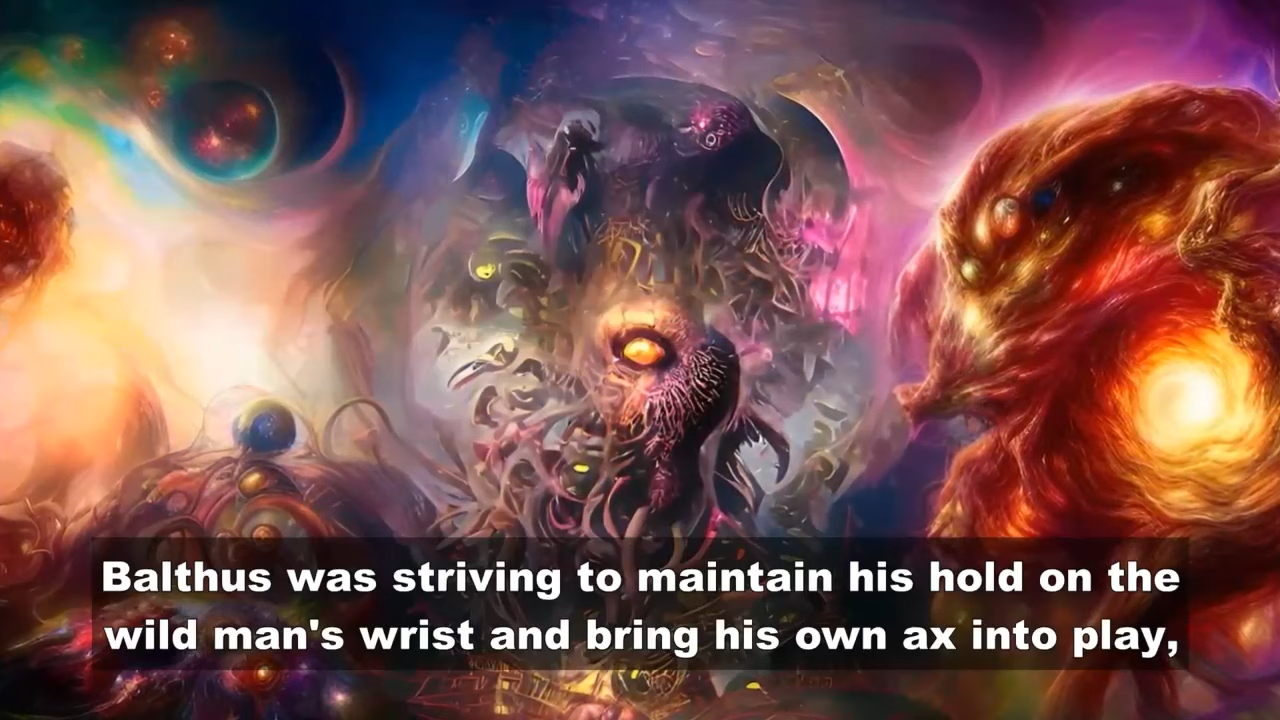 Balthus was striving to maintain his hold on the
wild man's wrist and bring his own ax into play,